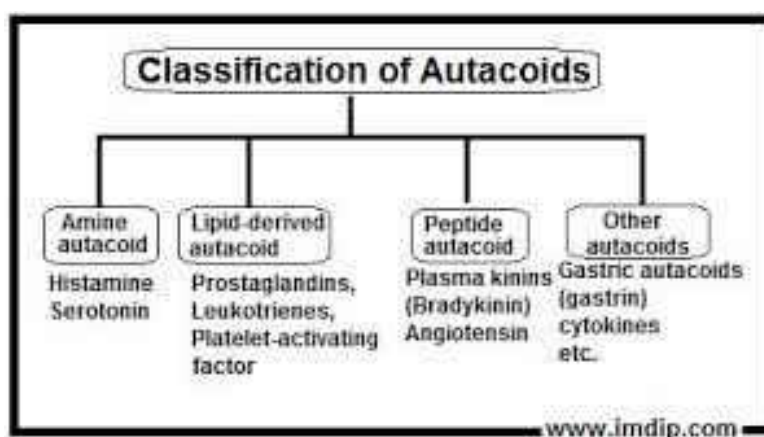 Classification of Autacoids
Amine
autacoid
Histamine
Serotonin
Lipid-derived
autacoid
Prostaglandins,
Leukotrienes,
Platelet-activating
factor
Peptide
autacoid
Plasma kinins
(Bradykinin)
Angiotensin
Other
autacoids
Gastric autacoids
(gastrin)
cytokines
etc.
www.imdip.com